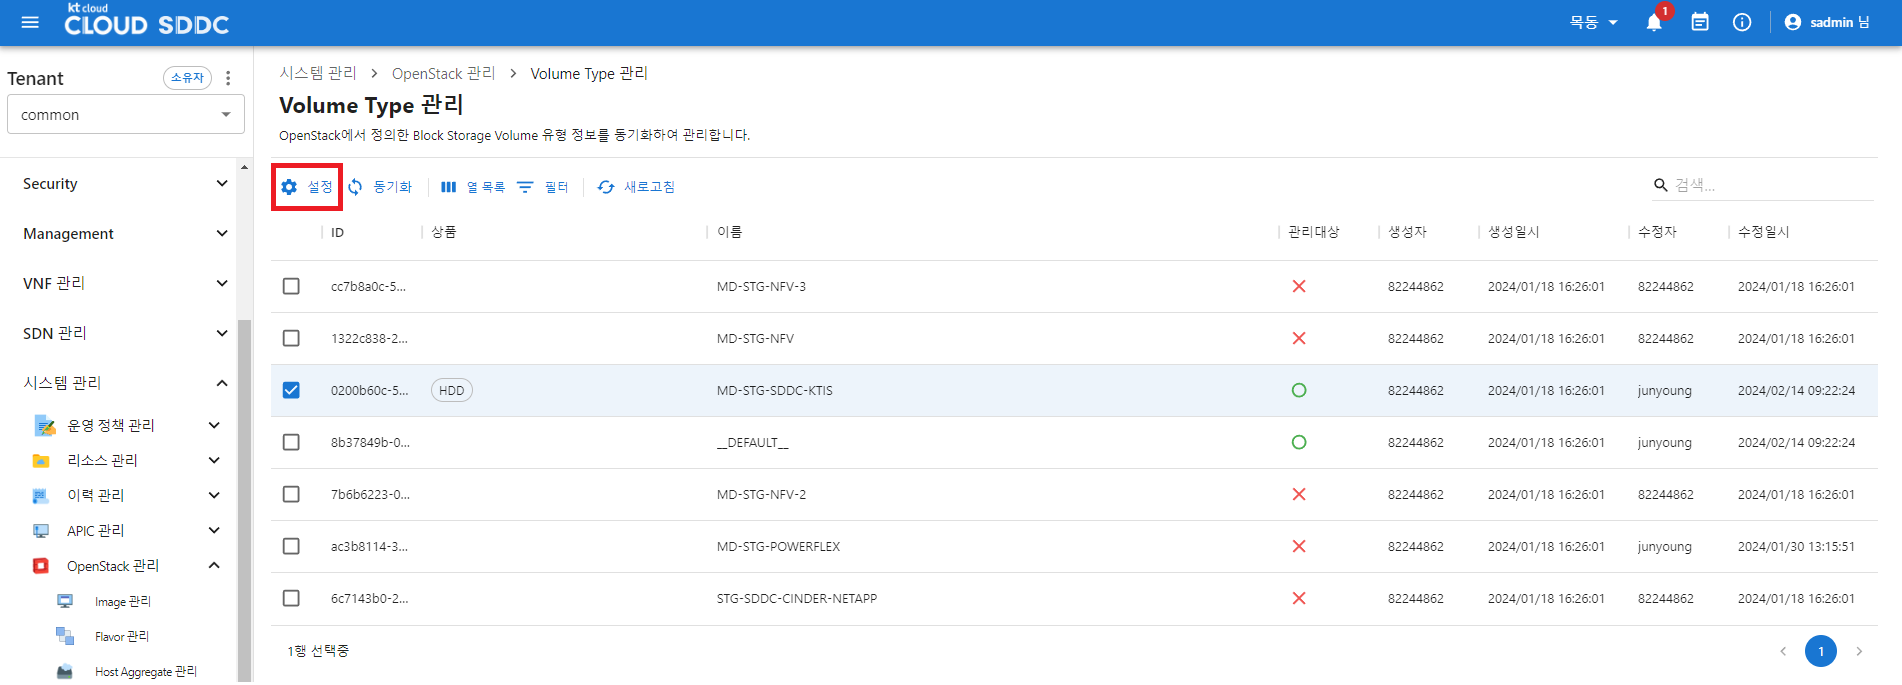 kt cloud
CLOUD SDDC
목동
1
sadmin 님
Tenant
소유자
common
Security
Management
VNF 관리
SDN 관리
시스템 관리
운영 정책 관리
리소스 관리
이력 관리
APIC 관리
OpenStack 관리
Image 관리
Flavor 관리
Host Aggregate 관리
시스템 관리 > OpenStack 관리 > Volume Type 관리
Volume Type 관리
OpenStack에서 정의한 Block Storage Volume 유형 정보를 동기화하여 관리합니다.
설정 동기화 열 목록 필터 새로고침 검색...
ID 상품 이름 관리대상 생성자 생성일시 수정자 수정일시
cc7b8a0c-5... MD-STG-NFV-3 82244862 2024/01/18 16:26:01 82244862 2024/01/18 16:26:01
1322c838-2... MD-STG-NFV 82244862 2024/01/18 16:26:01 82244862 2024/01/18 16:26:01
0200b60c-5... HDD MD-STG-SDDC-KTIS 82244862 2024/01/18 16:26:01 junyoung 2024/02/14 09:22:24
8b37849b-0... __DEFAULT__ 82244862 2024/01/18 16:26:01 junyoung 2024/02/14 09:22:24
7b6b6223-0... MD-STG-NFV-2 82244862 2024/01/18 16:26:01 82244862 2024/01/18 16:26:01
ac3b8114-3... MD-STG-POWERFLEX 82244862 2024/01/18 16:26:01 junyoung 2024/01/30 13:15:51
6c7143b0-2... STG-SDDC-CINDER-NETAPP 82244862 2024/01/18 16:26:01 82244862 2024/01/18 16:26:01
1행 선택중
1